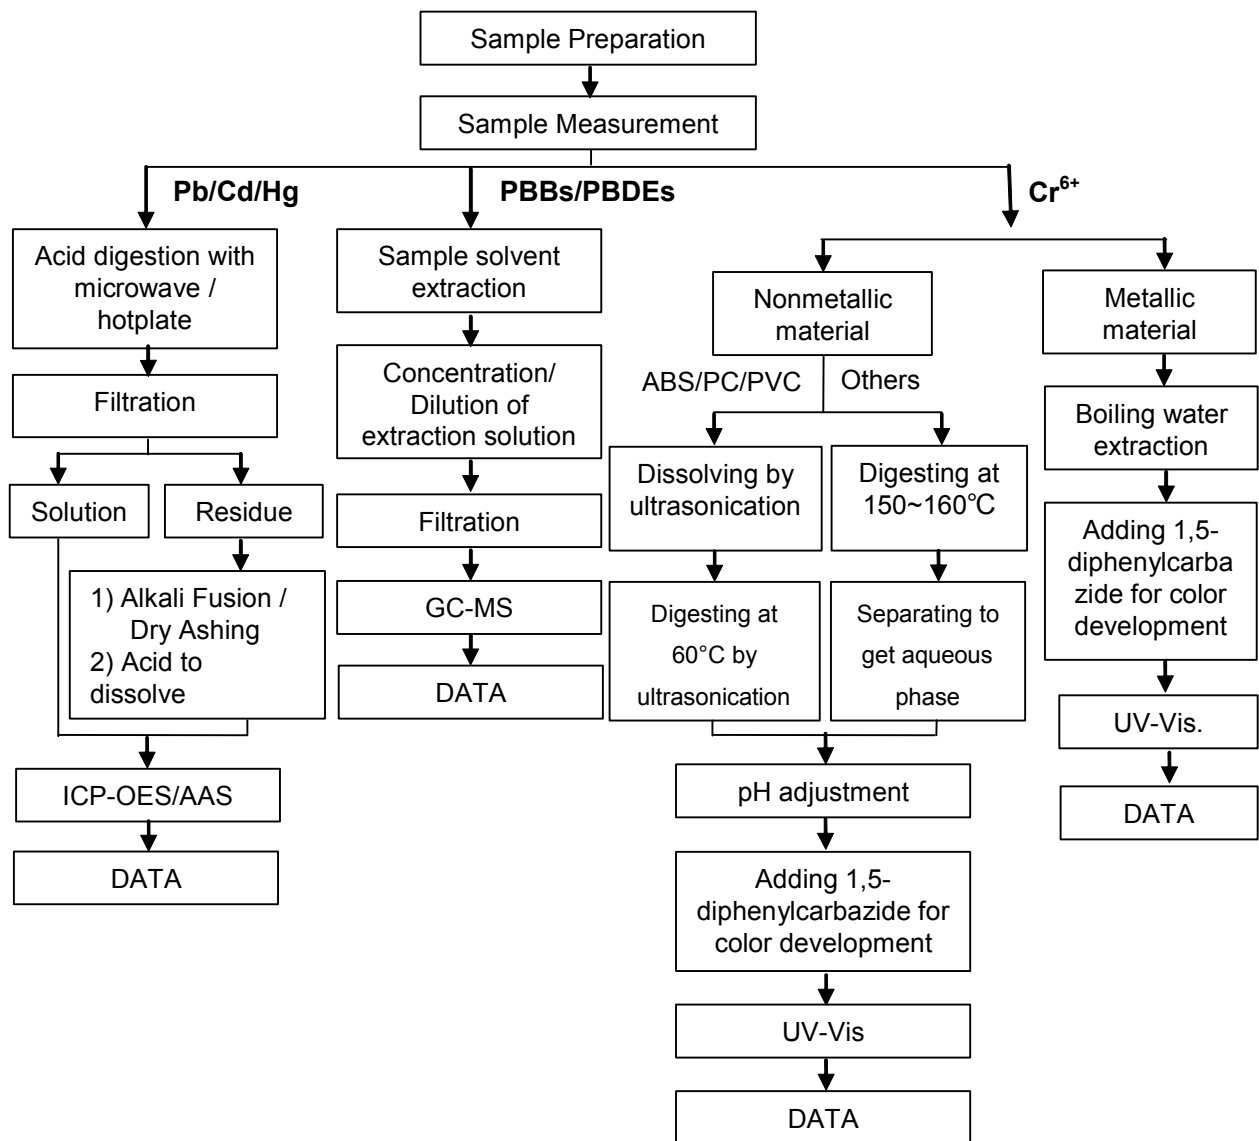 Sample Preparation
Sample Measurement
Pb/Cd/Hg
PBBs/PBDEs
Cr⁶⁺
Acid digestion with
microwave /
hotplate
Filtration
Solution
Residue
1) Alkali Fusion /
Dry Ashing
2) Acid to
dissolve
ICP-OES/AAS
DATA
Sample solvent
extraction
Concentration/
Dilution of
extraction solution
Filtration
GC-MS
DATA
Nonmetallic
material
ABS/PC/PVC
Others
Dissolving by
ultrasonication
Digesting at
60°C by
ultrasonication
Digesting at
150~160℃
Separating to
get aqueous
phase
pH adjustment
Adding 1,5-
diphenylcarbazide for
color development
UV-Vis
DATA
Metallic
material
Boiling water
extraction
Adding 1,5-
diphenylcarba
zide for color
development
UV-Vis.
DATA